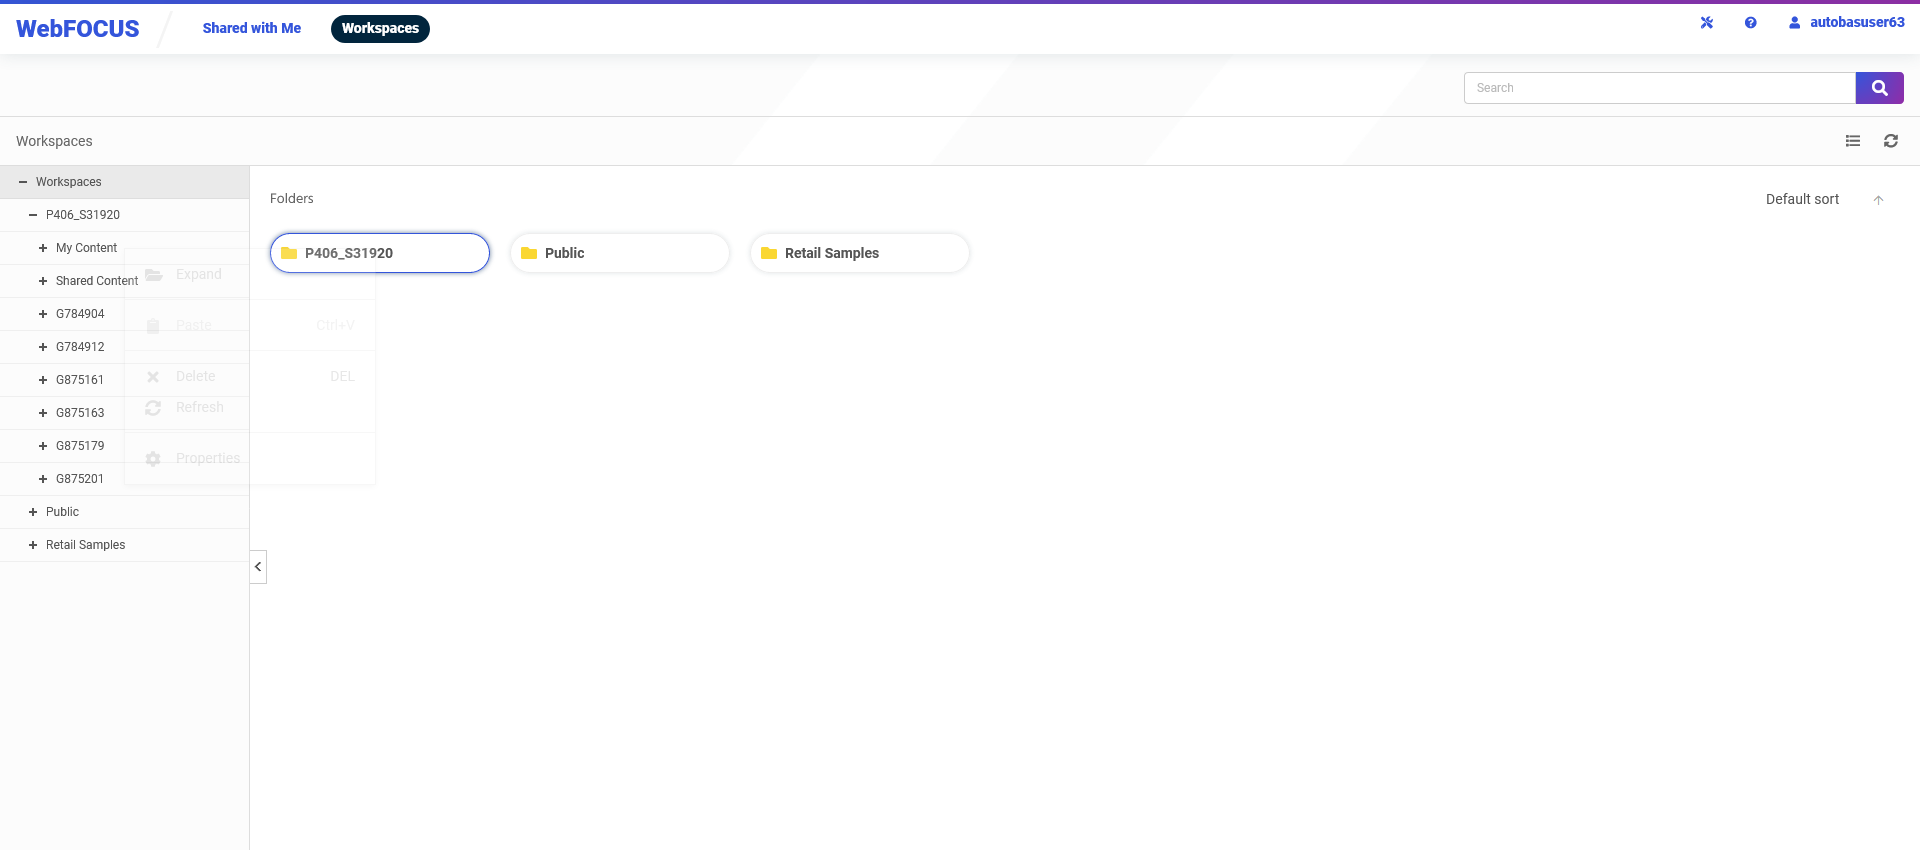 WebFOCUS
Shared with Me
Workspaces
autobasuser63
Search
Workspaces
Workspaces
P406_S31920
My Content
Shared Content
G784904
G784912
G875161
G875163
G875179
G875201
Public
Retail Samples
Expand
Paste Ctrl+V
Delete DEL
Refresh
Properties
Folders
Default sort
P406_S31920
Public
Retail Samples